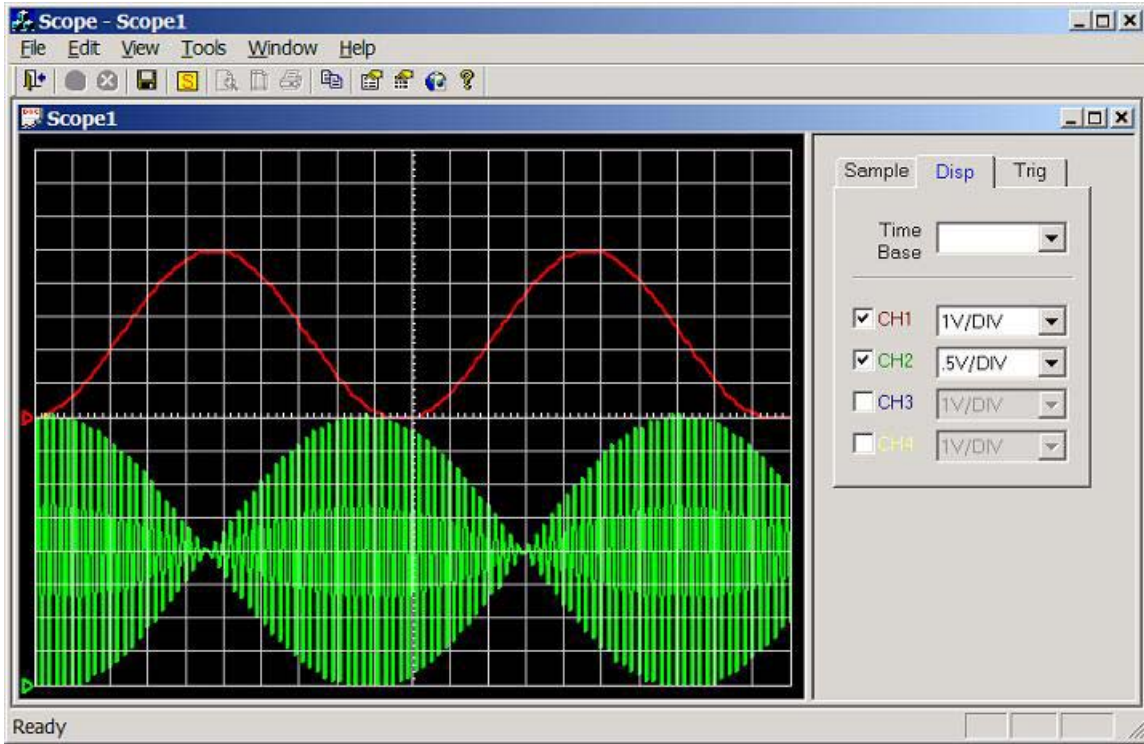 Scope - Scope1
File Edit View Tools Window Help
S
Scope1
Sample Disp Trig
Time
Base
CH1 1V/DIV
CH2 .5V/DIV
CH3 1V/DIV
CH4 1V/DIV
Ready